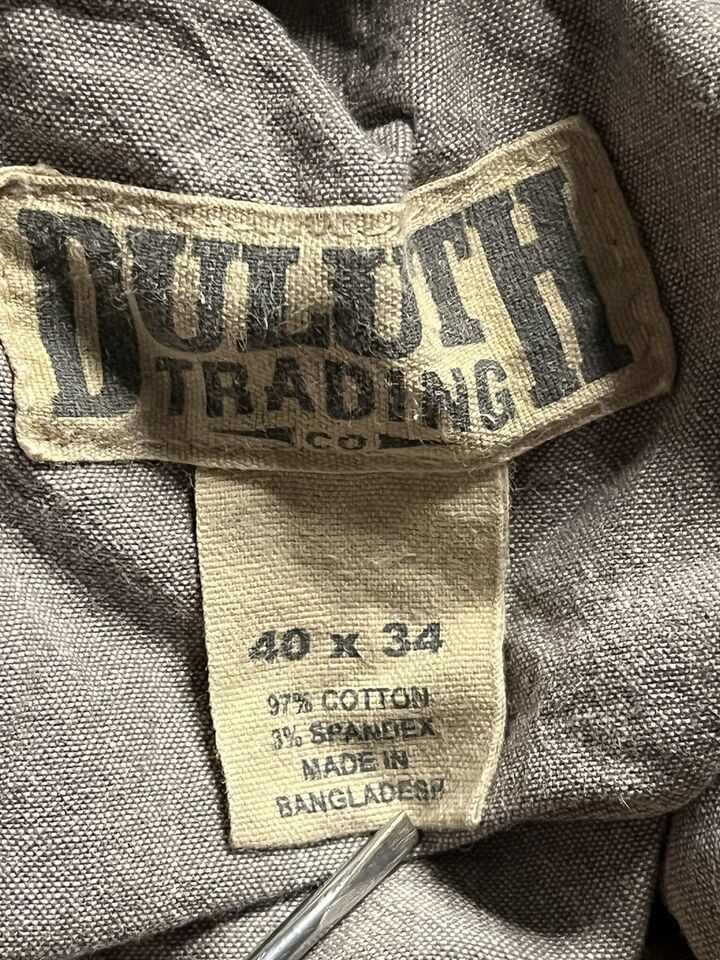 DULUTH
TRADING
CO
40 x 34
97% COTTON
3% SPANDEX
MADE IN
BANGLADESH